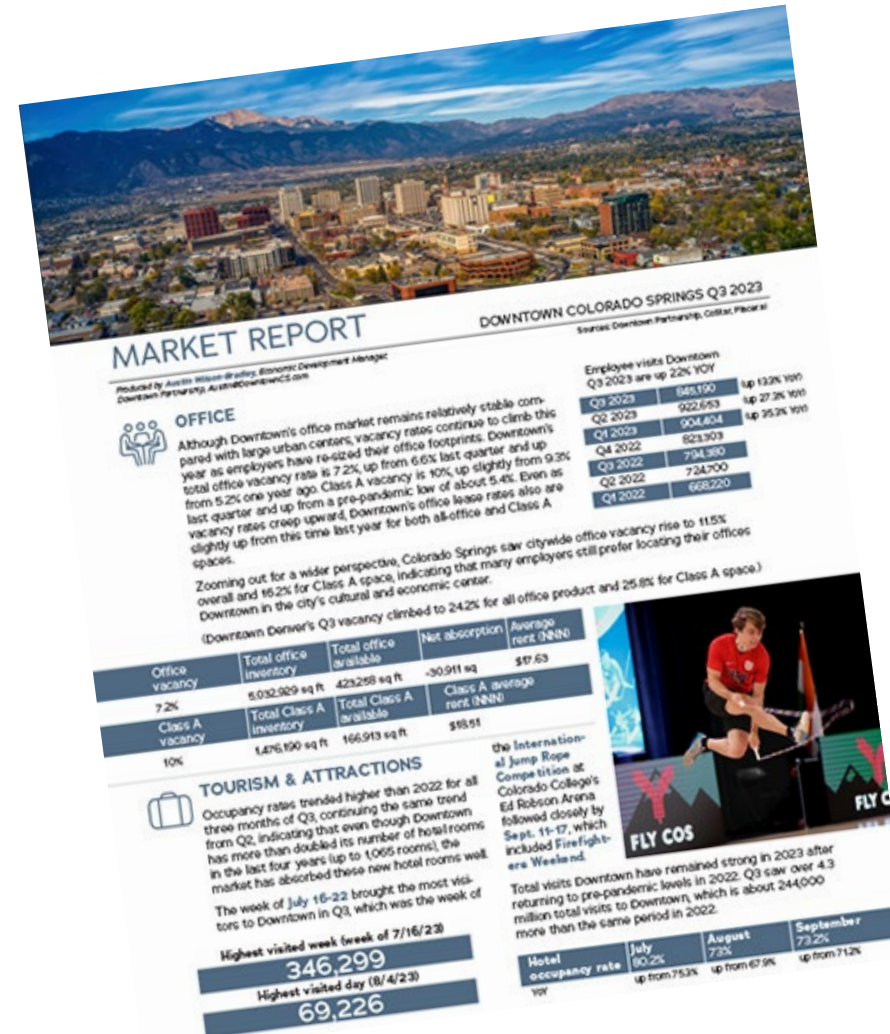 MARKET REPORT
DOWNTOWN COLORADO SPRINGS Q3 2023
Sources: Downtown Partnership, CoStar, Placer.ai
Produced by Austin Wilson-Bradley, Economic Development Manager,
Downtown Partnership, Austin@DowntownCS.com
OFFICE
Although Downtown's office market remains relatively stable com-
pared with large urban centers, vacancy rates continue to climb this
year as employers have re-sized their office footprints. Downtown's
total office vacancy rate is 7.2%, up from 6.6% last quarter and up
from 5.2% one year ago. Class A vacancy is 10%, up slightly from 9.3%
last quarter and up from a pre-pandemic low of about 5.4%. Even as
vacancy rates creep upward, Downtown's office lease rates also are
slightly up from this time last year for both all-office and Class A
spaces.
Employee visits Downtown
Q3 2023 are up 22% YOY
Q3 2023 845,190
Q2 2023 922,653 (up 27.3% YOY)
Q1 2023 904,404
Q4 2022 823,303
Q3 2022 794,380
Q2 2022 724,700
Q1 2022 668,220
Zooming out for a wider perspective, Colorado Springs saw citywide office vacancy rise to 11.5%
overall and 16.2% for Class A space, indicating that many employers still prefer locating their offices
Downtown in the city's cultural and economic center.
(Downtown Denver's Q3 vacancy climbed to 24.2% for all office product and 25.8% for Class A space.)
Office vacancy Total office inventory Total office available Net absorption Average rent (NNN)
7.2% 5,032,929 sq ft 423,258 sq ft -30,911 sq $17.63
Class A vacancy Total Class A inventory Total Class A available Class A average rent (NNN)
10% 1,476,190 sq ft 166,913 sq ft $18.51
TOURISM & ATTRACTIONS
Occupancy rates trended higher than 2022 for all
three months of Q3, continuing the same trend
from Q2, indicating that even though Downtown
has more than doubled its number of hotel rooms
in the last four years (up to 1,065 rooms), the
market has absorbed these new hotel rooms well.
The week of July 16-22 brought the most visi-
tors to Downtown in Q3, which was the week of
the Internation-
al Jump Rope
Competition at
Colorado College's
Ed Robson Arena
followed closely by
Sept. 11-17, which
included Firefight-
ers Weekend.
FLY COS
FLY C
Highest visited week (week of 7/16/23)
346,299
Highest visited day (8/4/23)
69,226
Total visits Downtown have remained strong in 2023 after
returning to pre-pandemic levels in 2022. Q3 saw over 4.3
million total visits to Downtown, which is about 244,000
more than the same period in 2022.
Hotel occupancy rate July 80.2% August 73% September 73.2%
YOY up from 75.3% up from 67.9% up from 71.2%